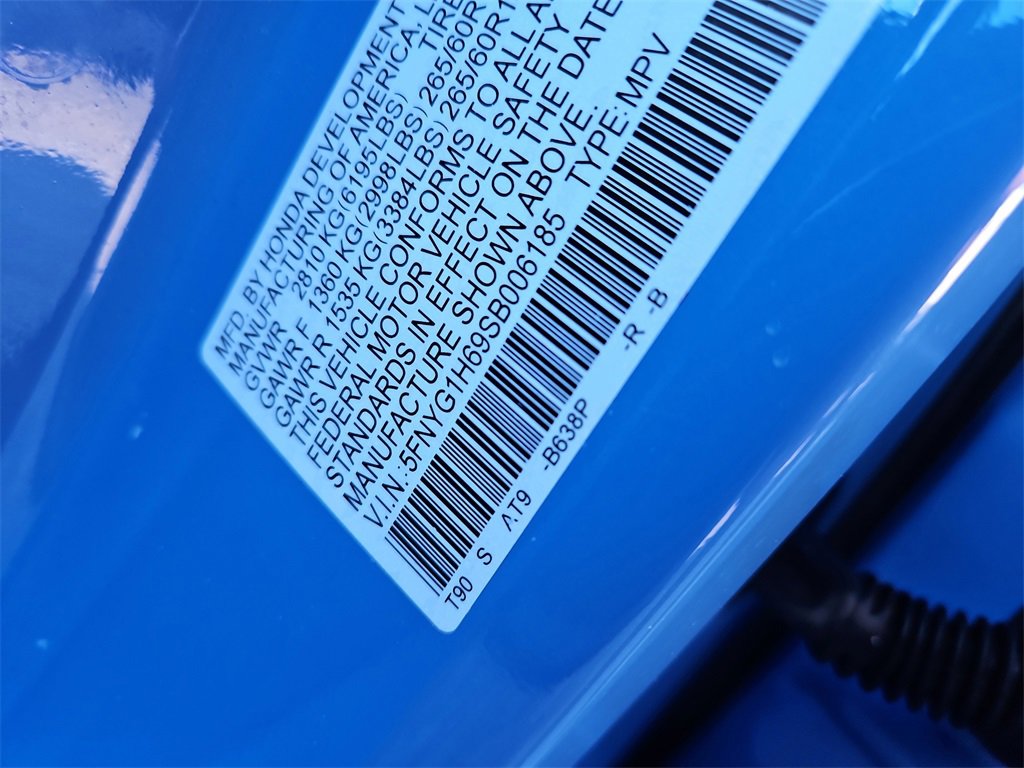 MFD. BY HONDA DEVELOPMENT
MANUFACTURING OF AMERICA, L
GVWR 2810 KG(6195LBS) TIRE
GAWR F 1360 KG(2998LBS) 265/60R
GAWR R 1535 KG(3384LBS) 265/60R1
THIS VEHICLE CONFORMS TO ALL A
FEDERAL MOTOR VEHICLE SAFETY
STANDARDS IN EFFECT ON THE DATE
MANUFACTURE SHOWN ABOVE.
V.I.N.:5FNYG1H69SB006185 TYPE:MPV
T90 S AT9 -B638P -R -B